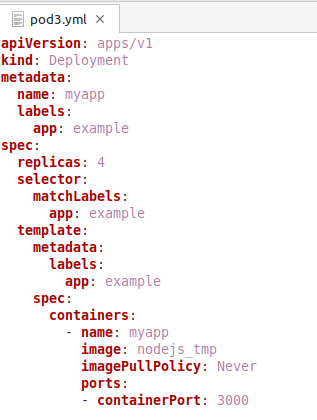 pod3.yml ×
apiVersion: apps/v1
kind: Deployment
metadata:
  name: myapp
  labels:
    app: example
spec:
  replicas: 4
  selector:
    matchLabels:
      app: example
  template:
    metadata:
      labels:
        app: example
    spec:
      containers:
        - name: myapp
          image: nodejs_tmp
          imagePullPolicy: Never
          ports:
          - containerPort: 3000